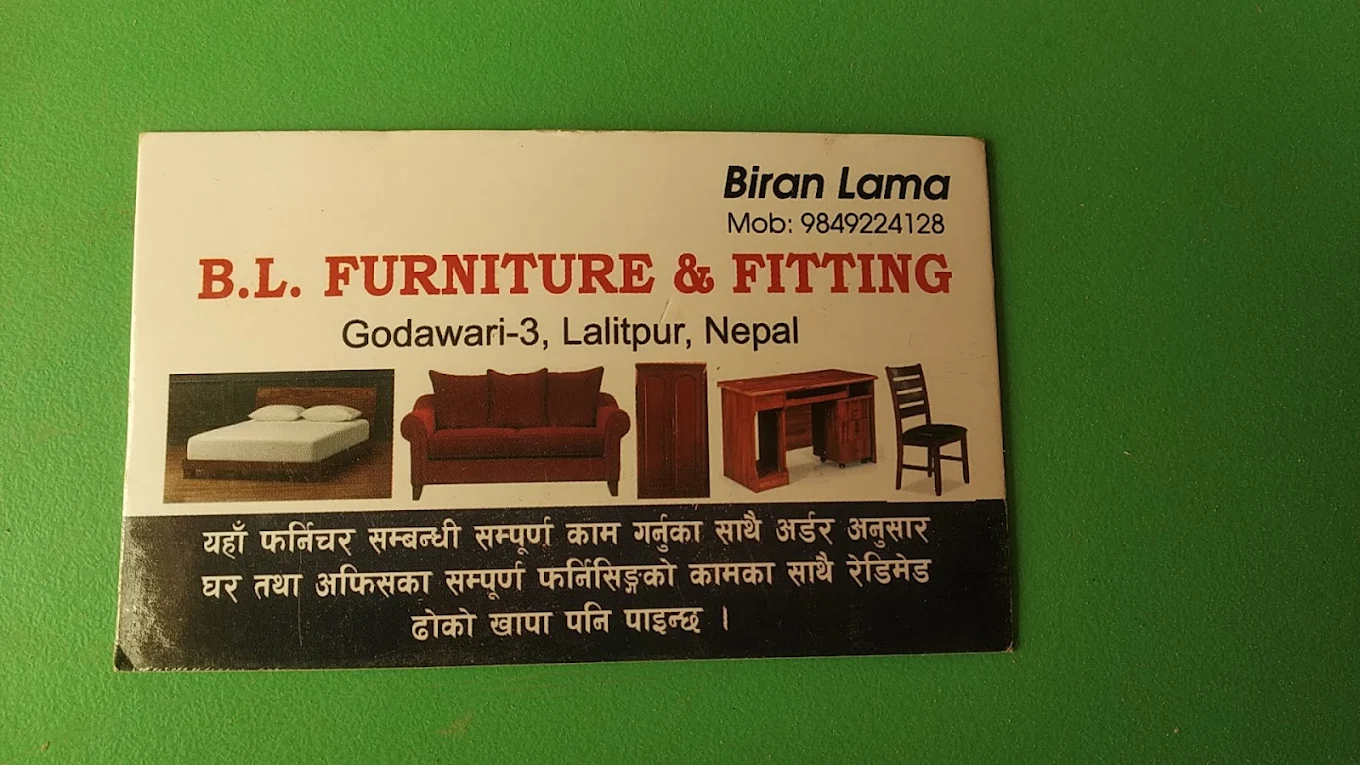 Biran Lama
Mob: 9849224128
B.L. FURNITURE & FITTING
Godawari-3, Lalitpur, Nepal
यहाँ फर्निचर सम्बन्धी सम्पूर्ण काम गर्नुका साथै अर्डर अनुसार
घर तथा अफिसका सम्पूर्ण फर्निसिङ्गको कामका साथै रेडिमेड
ढोको खापा पनि पाइन्छ ।